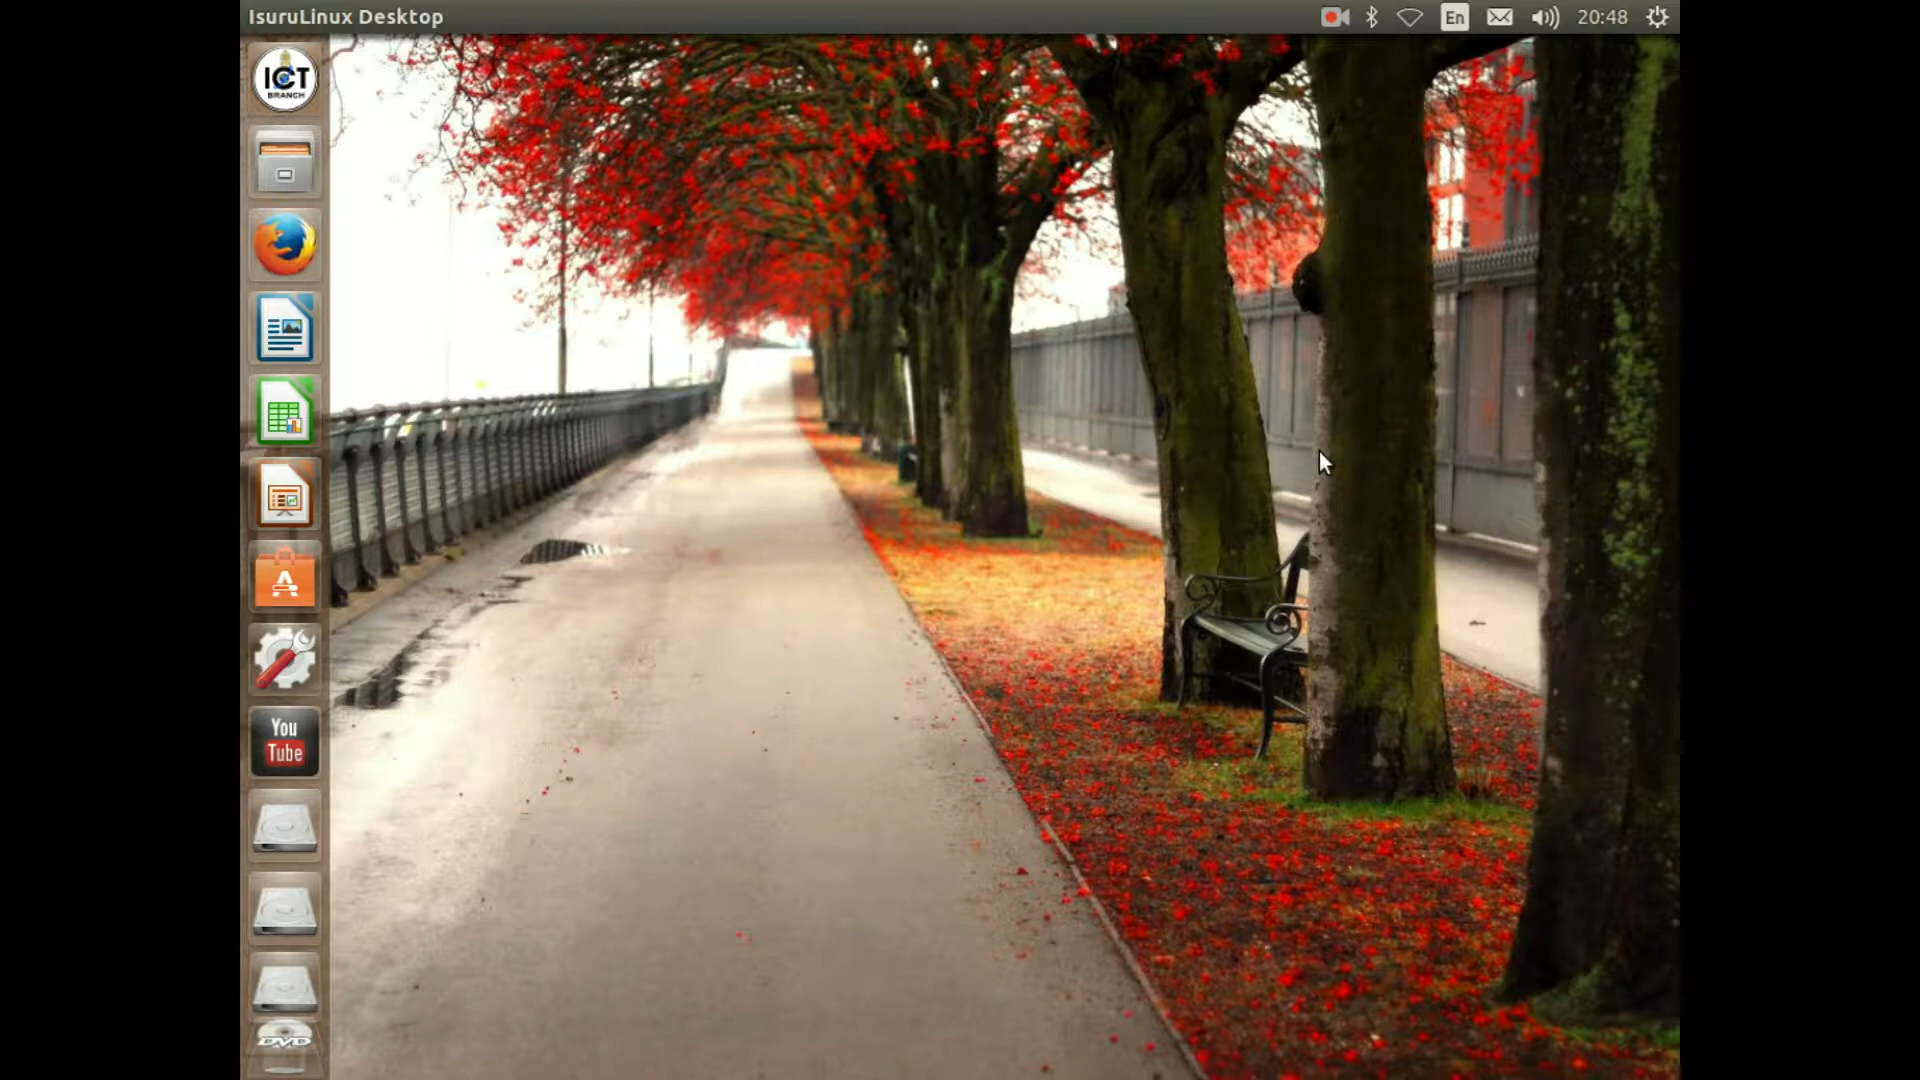 IsuruLinux Desktop
En
20:48
ICT
BRANCH
You
Tube
DVD